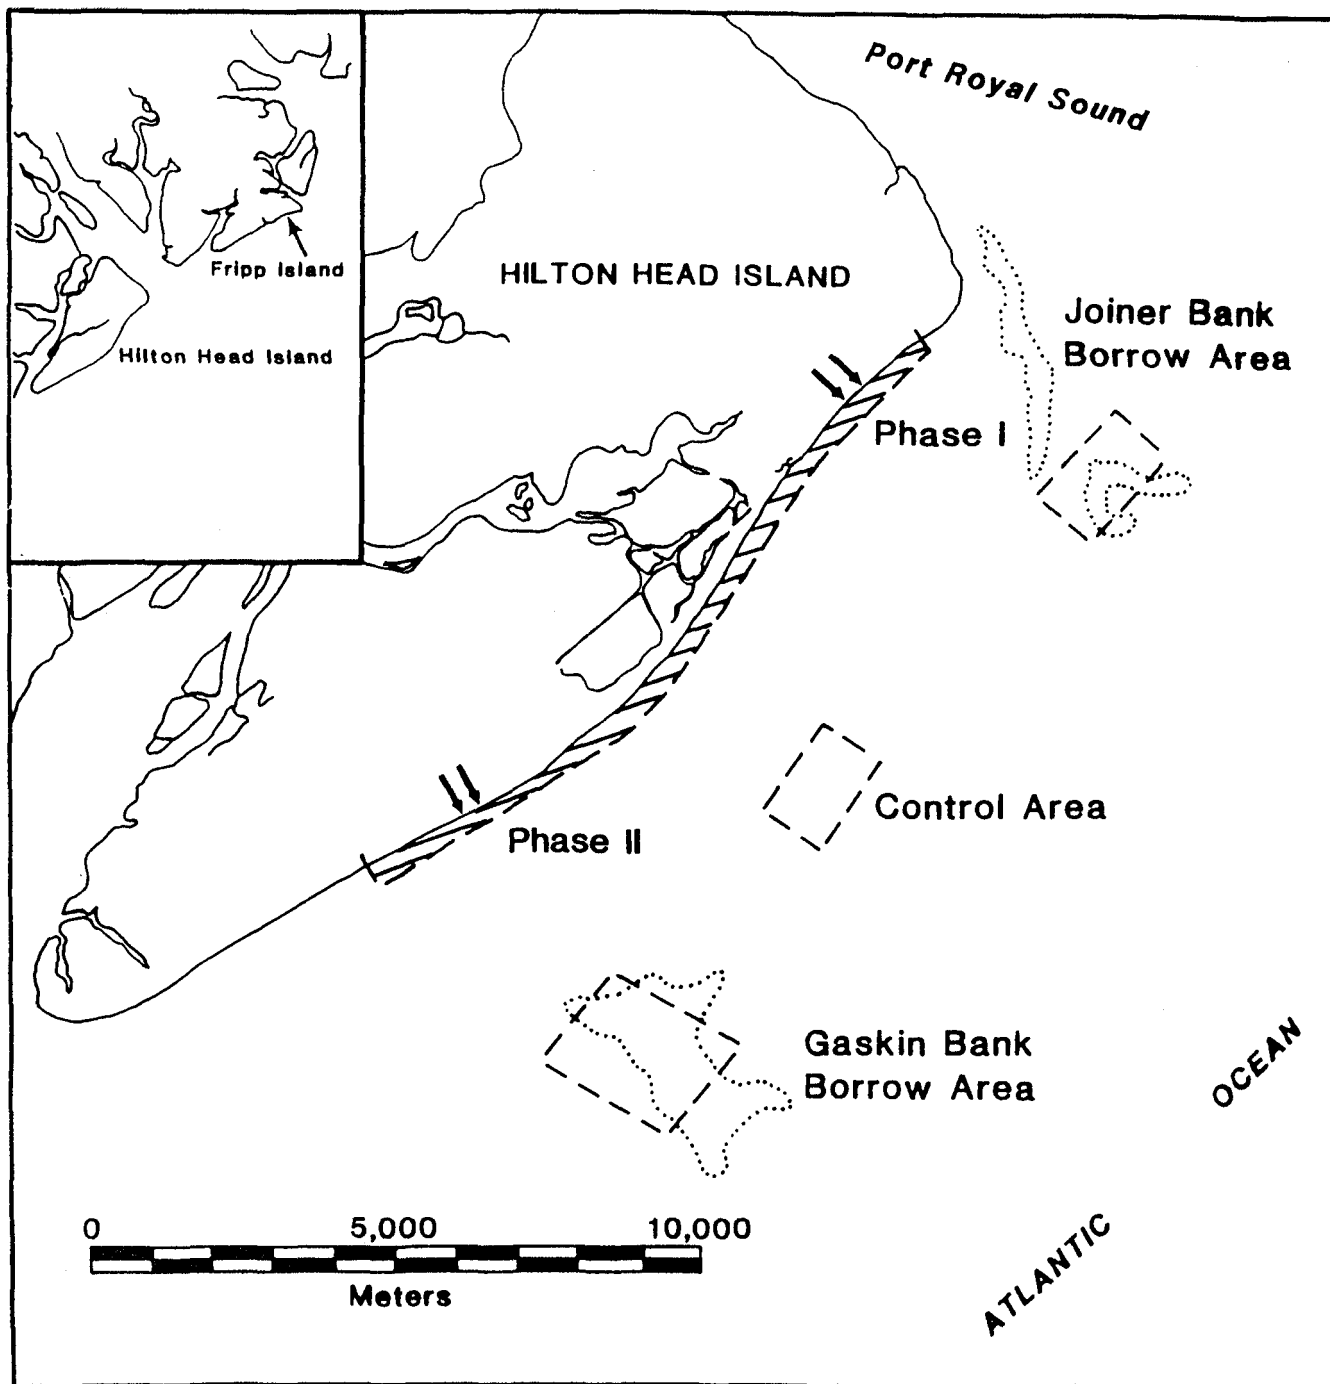 Port Royal Sound
Fripp Island
Hilton Head Island
HILTON HEAD ISLAND
Joiner Bank
Borrow Area
Phase I
Control Area
Phase II
Gaskin Bank
Borrow Area
OCEAN
ATLANTIC
0 5,000 10,000
Meters